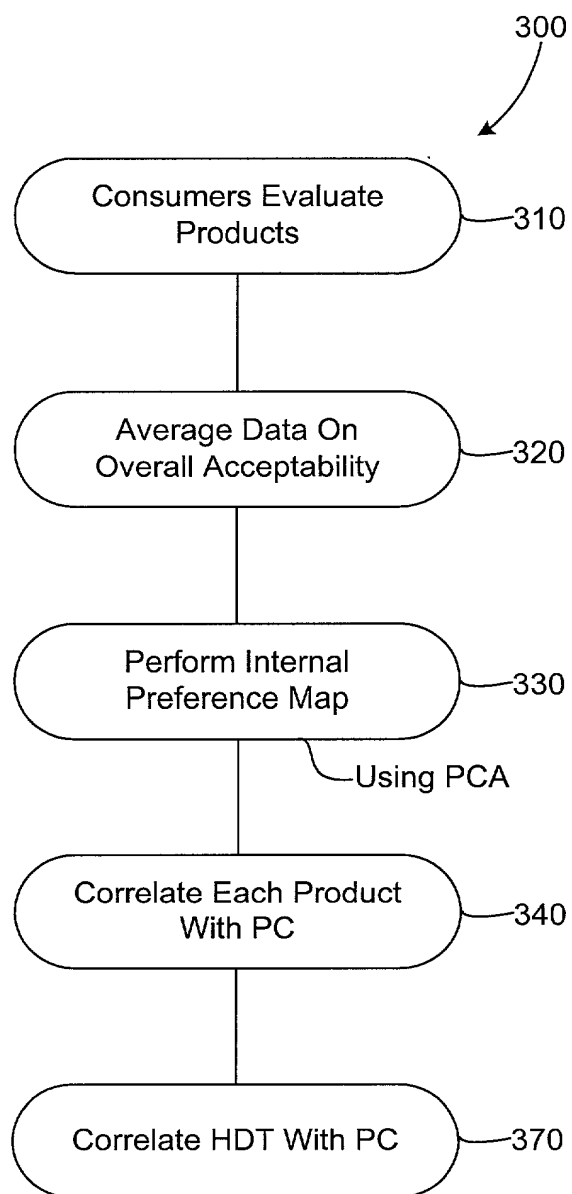 300
Consumers Evaluate
Products
310
Average Data On
Overall Acceptability
320
Perform Internal
Preference Map
330
Using PCA
Correlate Each Product
With PC
340
Correlate HDT With PC
370